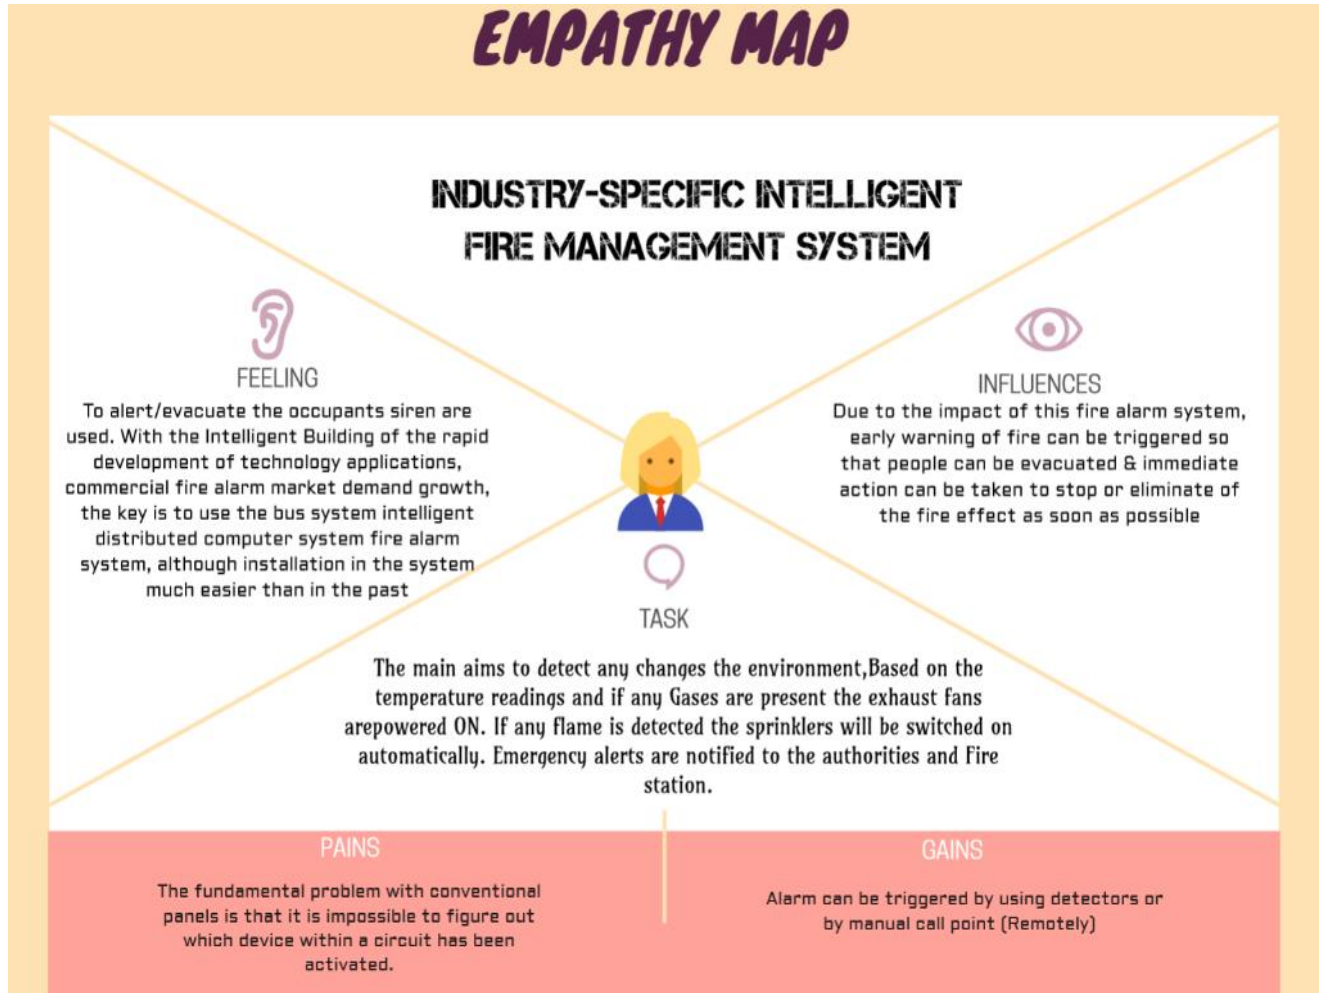 EMPATHY MAP
INDUSTRY-SPECIFIC INTELLIGENT
FIRE MANAGEMENT SYSTEM
FEELING
To alert/evacuate the occupants siren are
used. With the Intelligent Building of the rapid
development of technology applications,
commercial fire alarm market demand growth,
the key is to use the bus system intelligent
distributed computer system fire alarm
system, although installation in the system
much easier than in the past
INFLUENCES
Due to the impact of this fire alarm system,
early warning of fire can be triggered so
that people can be evacuated & immediate
action can be taken to stop or eliminate of
the fire effect as soon as possible
TASK
The main aims to detect any changes the environment,Based on the
temperature readings and if any Gases are present the exhaust fans
arepowered ON. If any flame is detected the sprinklers will be switched on
automatically. Emergency alerts are notified to the authorities and Fire
station.
PAINS
The fundamental problem with conventional
panels is that it is impossible to figure out
which device within a circuit has been
activated.
GAINS
Alarm can be triggered by using detectors or
by manual call point (Remotely)